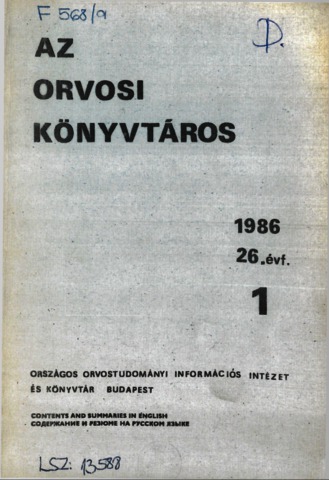 F 568/a
D.
AZ
ORVOSI
KÖNYVTÁROS
1986
26.évf.
1
ORSZÁGOS ORVOSTUDOMÁNYI INFORMÁCIÓS INTÉZET
ÉS KÖNYVTÁR BUDAPEST
CONTENTS AND SUMMARIES IN ENGLISH
СОДЕРЖАНИЕ И РЕЗЮМЕ НА РУССКОМ ЯЗЫКЕ
LSZ: 13588